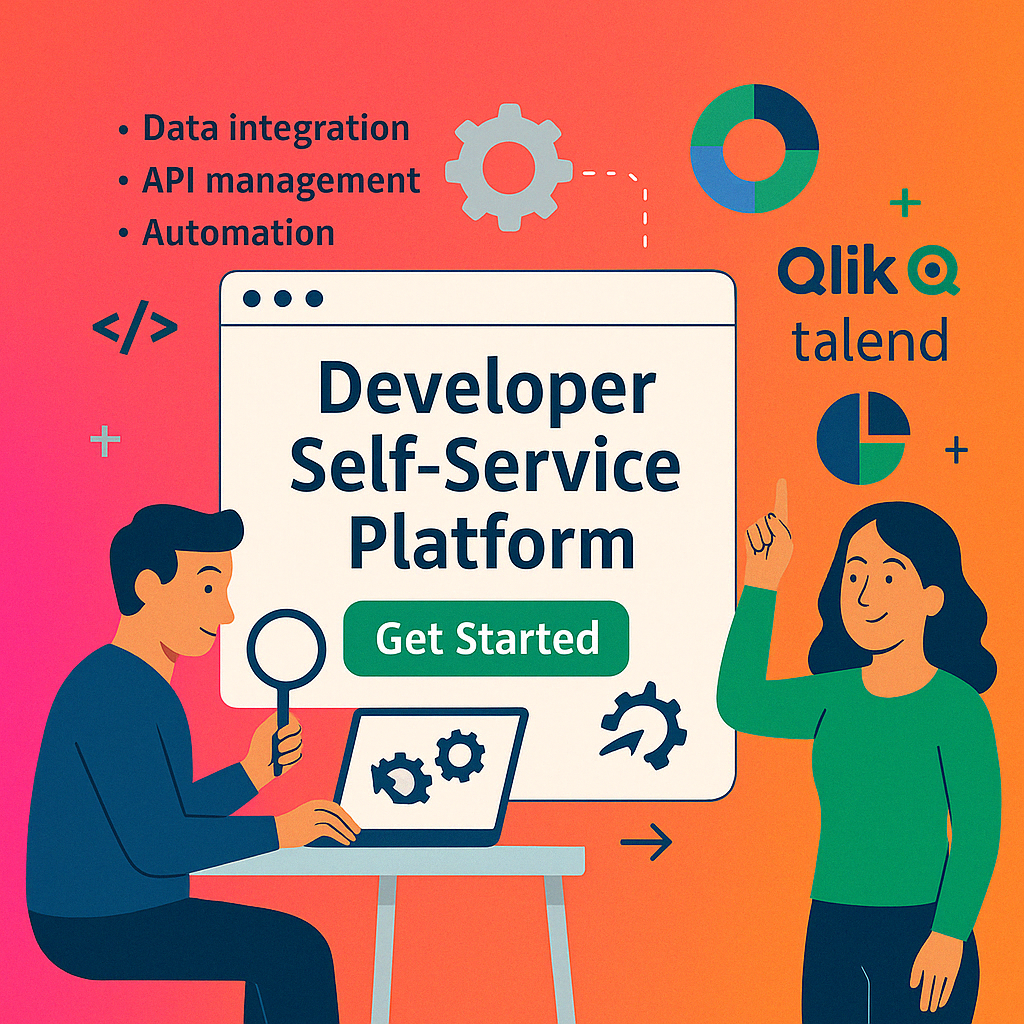 • Data integration
• API management
• Automation
</>
Qlik
talend
Developer
Self-Service
Platform
Get Started